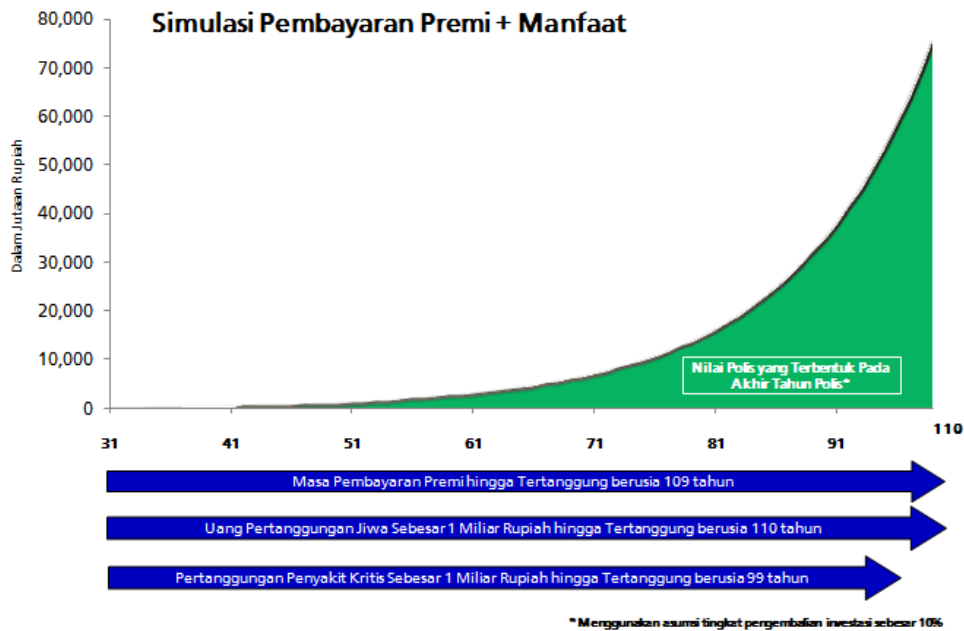 Simulasi Pembayaran Premi + Manfaat
Dalam Jutaan Rupiah
80,000
70,000
60,000
50,000
40,000
30,000
20,000
10,000
0
Nilai Polis yang Terbentuk Pada
Akhir Tahun Polis*
31 41 51 61 71 81 91 110
Masa Pembayaran Premi hingga Tertanggung berusia 109 tahun
Uang Pertanggungan Jiwa Sebesar 1 Miliar Rupiah hingga Tertanggung berusia 110 tahun
Pertanggungan Penyakit Kritis Sebesar 1 Miliar Rupiah hingga Tertanggung berusia 99 tahun
* Menggunakan asumsi tingkat pengembalian investasi sebesar 10%